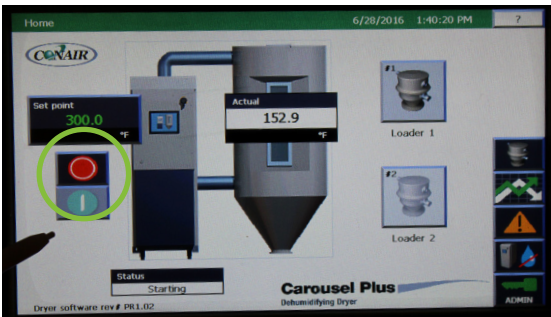 Home
6/28/2016 1:40:20 PM
?
CONAIR
Set point
300.0
°F
Actual
152.9
°F
#1
Loader 1
#2
Loader 2
Status
Starting
Carousel Plus
Dehumidifying Dryer
Dryer software rev# PR1.02
ADMIN